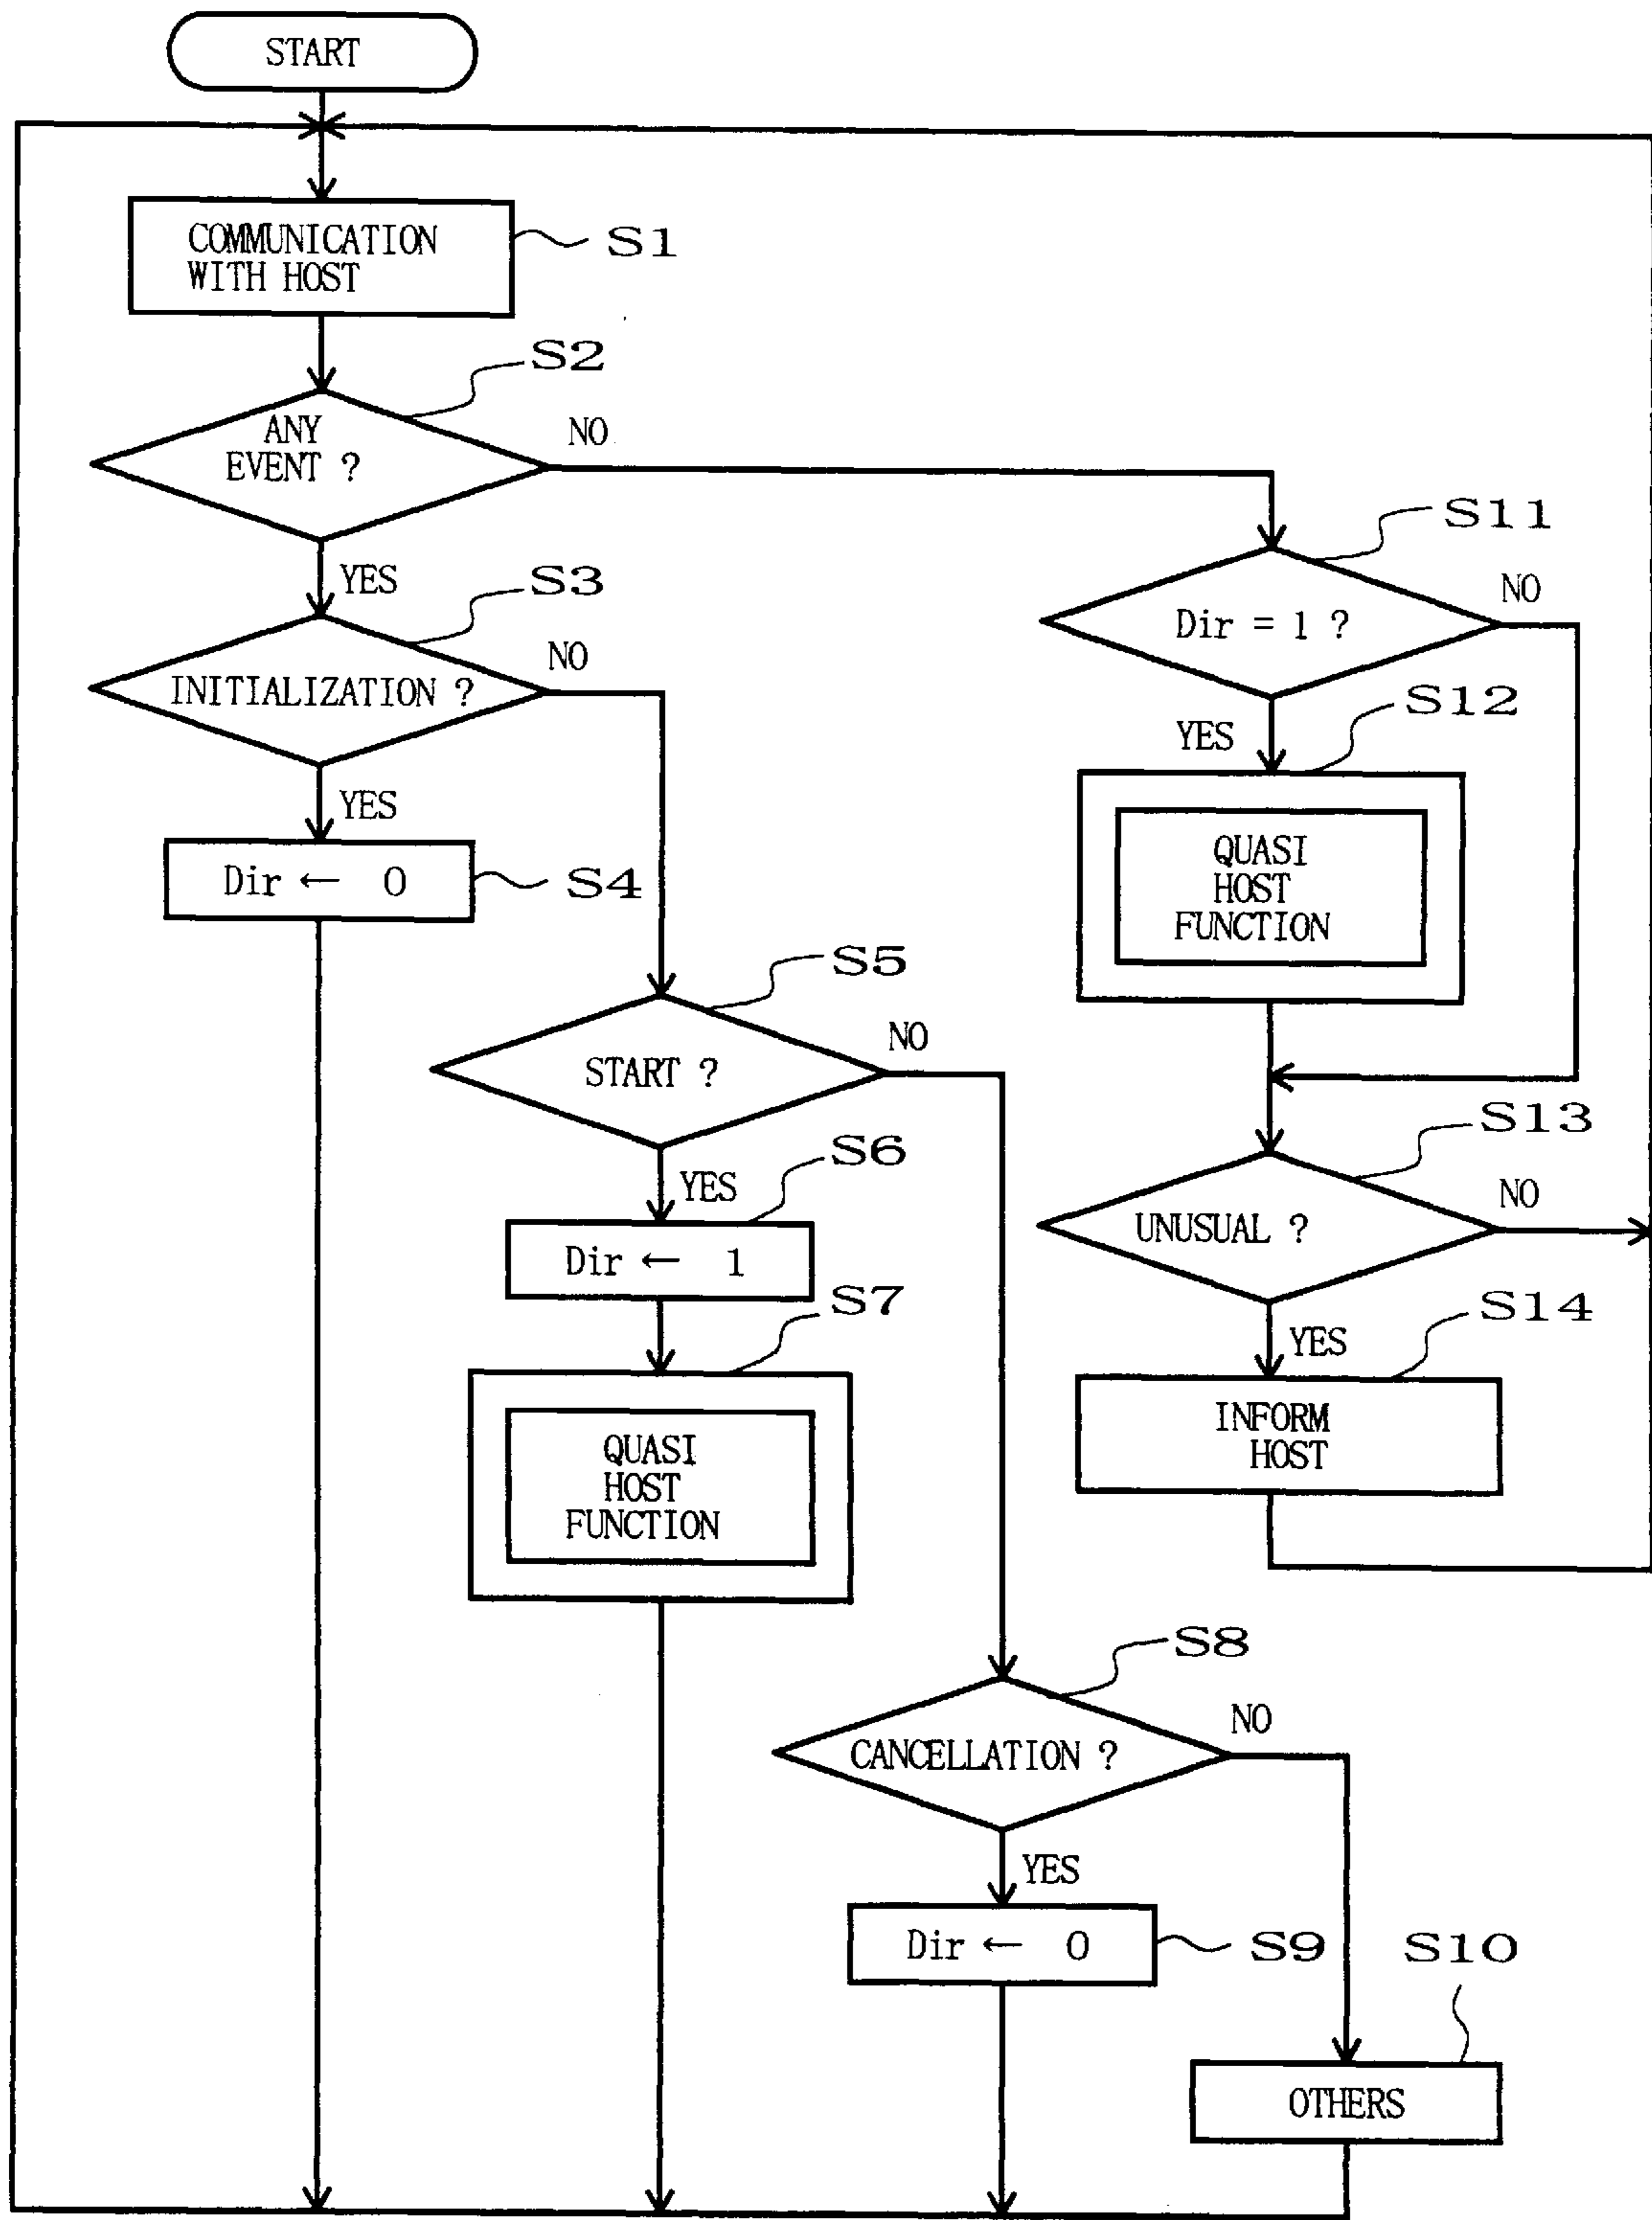 START
COMMUNICATION
WITH HOST
S1
S2
ANY
EVENT ?
NO
YES
S3
INITIALIZATION ?
NO
YES
Dir ← 0
S4
S5
START ?
NO
YES
S6
Dir ← 1
S7
QUASI
HOST
FUNCTION
S8
CANCELLATION ?
NO
YES
Dir ← 0
S9
S10
OTHERS
S11
Dir = 1 ?
NO
YES
S12
QUASI
HOST
FUNCTION
S13
UNUSUAL ?
NO
YES
S14
INFORM
HOST